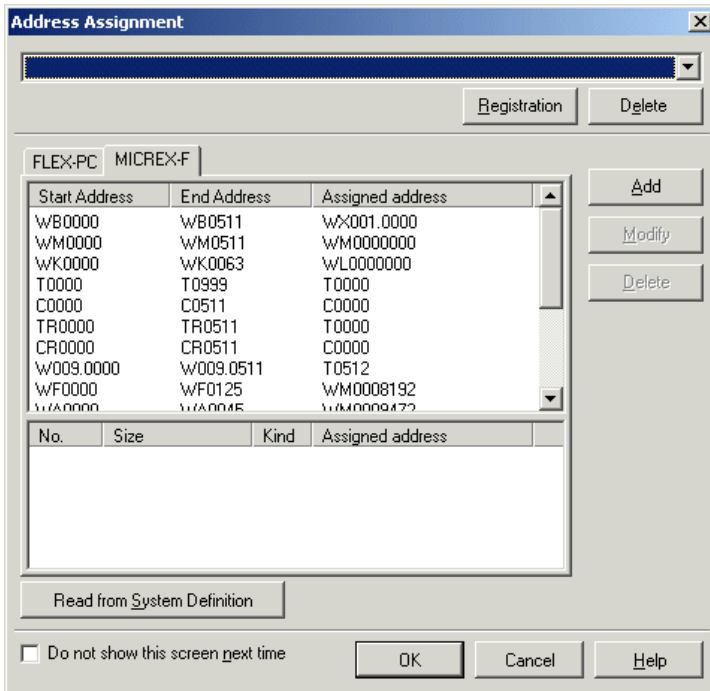 Address Assignment
Registration Delete
FLEX-PC MICREX-F
Add
Modify
Delete
Start Address End Address Assigned address
WB0000 WB0511 WX001.0000
WM0000 WM0511 WM0000000
WK0000 WK0063 WL0000000
T0000 T0999 T0000
C0000 C0511 C0000
TR0000 TR0511 T0000
CR0000 CR0511 C0000
W009.0000 W009.0511 T0512
WF0000 WF0125 WM0008192
WA0000 WA0045 WM0009472
No. Size Kind Assigned address
Read from System Definition
Do not show this screen next time
OK Cancel Help